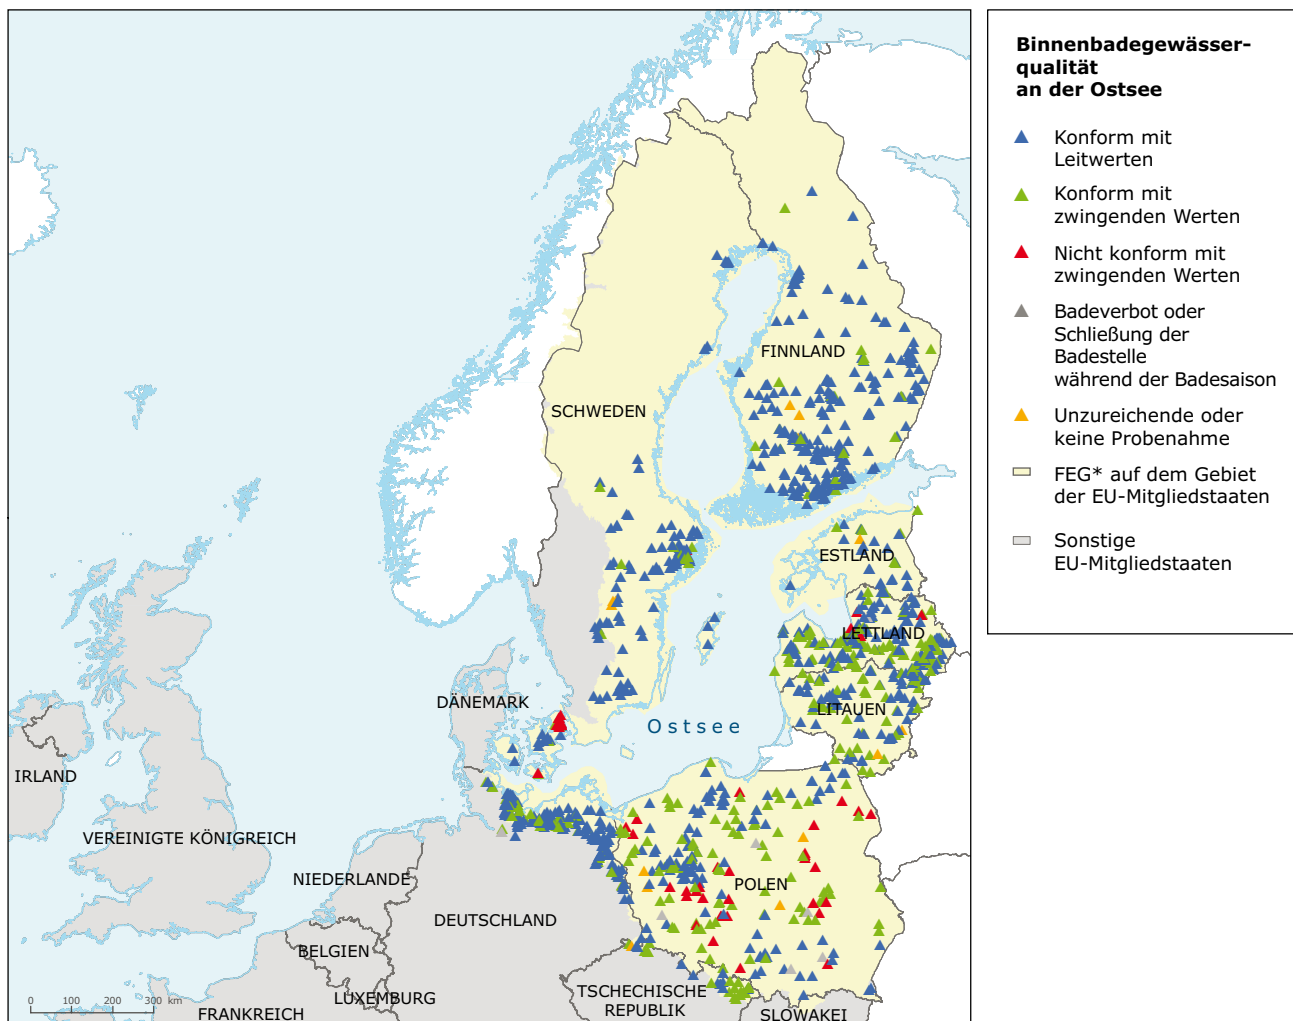 Binnenbadegewässer-
qualität
an der Ostsee
Konform mit
Leitwerten
Konform mit
zwingenden Werten
Nicht konform mit
zwingenden Werten
Badeverbot oder
Schließung der
Badestelle
während der Badesaison
Unzureichende oder
keine Probenahme
FEG* auf dem Gebiet
der EU-Mitgliedstaaten
Sonstige
EU-Mitgliedstaaten
FINNLAND
SCHWEDEN
ESTLAND
LETTLAND
DÄNEMARK
LITAUEN
Ostsee
IRLAND
VEREINIGTE KÖNIGREICH
NIEDERLANDE
POLEN
DEUTSCHLAND
BELGIEN
LUXEMBURG
TSCHECHISCHE
REPUBLIK
FRANKREICH
SLOWAKEI
0 100 200 300 km